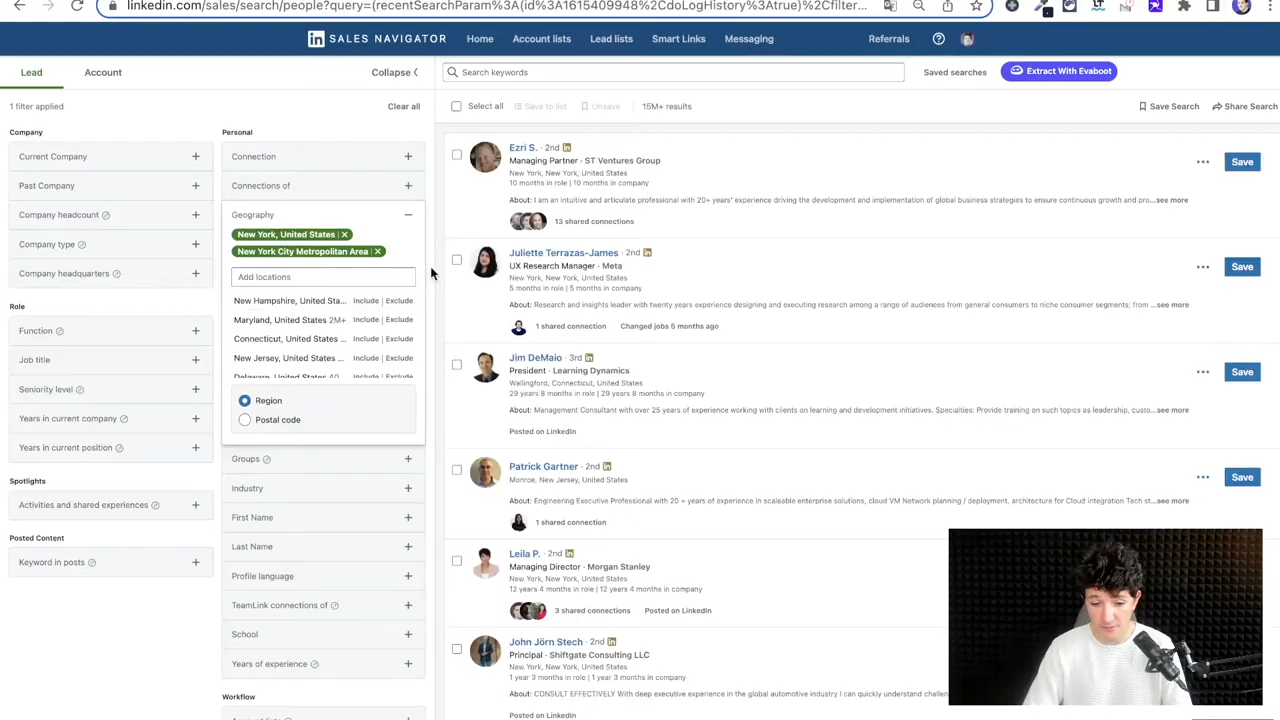 linkedin.com/sales/search/people?query=(recentSearchParam%3A(id%3A1615409948%2CdoLogHistory%3Atrue)%2Cfilter...
in SALES NAVIGATOR
Home
Account lists
Lead lists
Smart Links
Messaging
Referrals
Lead
Account
Collapse
Search keywords
Saved searches
Extract With Evaboot
1 filter applied
Clear all
Select all
Save to list
Unsave
15M+ results
Save Search
Share Search
Company
Current Company
Past Company
Company headcount
Company type
Company headquarters
Role
Function
Job title
Seniority level
Years in current company
Years in current position
Spotlights
Activities and shared experiences
Posted Content
Keyword in posts
Personal
Connection
Connections of
Geography
New York, United States
New York City Metropolitan Area
Add locations
New Hampshire, United Sta... Include | Exclude
Maryland, United States 2M+ Include | Exclude
Connecticut, United States ... Include | Exclude
New Jersey, United States ... Include | Exclude
Delaware, United States 40 Include | Exclude
Region
Postal code
Groups
Industry
First Name
Last Name
Profile language
TeamLink connections of
School
Years of experience
Workflow
Ezri S. · 2nd in
Managing Partner · ST Ventures Group
New York, New York, United States
10 months in role | 10 months in company
About: I am an intuitive and articulate professional with 20+ years' experience driving the development and implementation of global business strategies to ensure continued growth and pro...see more
13 shared connections
Save
Juliette Terrazas-James · 2nd in
UX Research Manager · Meta
New York, New York, United States
5 months in role | 5 months in company
About: Research and insights leader with twenty years experience designing and executing research among a range of audiences from general consumers to niche consumer segments; from ...see more
1 shared connection Changed jobs 5 months ago
Save
Jim DeMaio · 3rd in
President · Learning Dynamics
Wallingford, Connecticut, United States
29 years 8 months in role | 29 years 8 months in company
About: Management Consultant with over 25 years of experience working with clients on learning and development initiatives. Specialties: Provide training on such topics as leadership, custo...see more
Posted on LinkedIn
Save
Patrick Gartner · 2nd in
Monroe, New Jersey, United States
About: Engineering Executive Professional with 20 + years of experience in scaleable enterprise solutions, cloud VM Network planning / deployment, architecture for Cloud integration Tech st...see more
1 shared connection
Save
Leila P. · 2nd in
Managing Director · Morgan Stanley
New York, New York, United States
12 years 4 months in role | 12 years 4 months in company
3 shared connections Posted on LinkedIn
John Jörn Stech · 2nd in
Principal · Shiftgate Consulting LLC
New York, New York, United States
1 year 3 months in role | 1 year 3 months in company
About: CONSULT EFFECTIVELY With deep executive experience in the global automotive industry I can quickly understand challen
Posted on LinkedIn